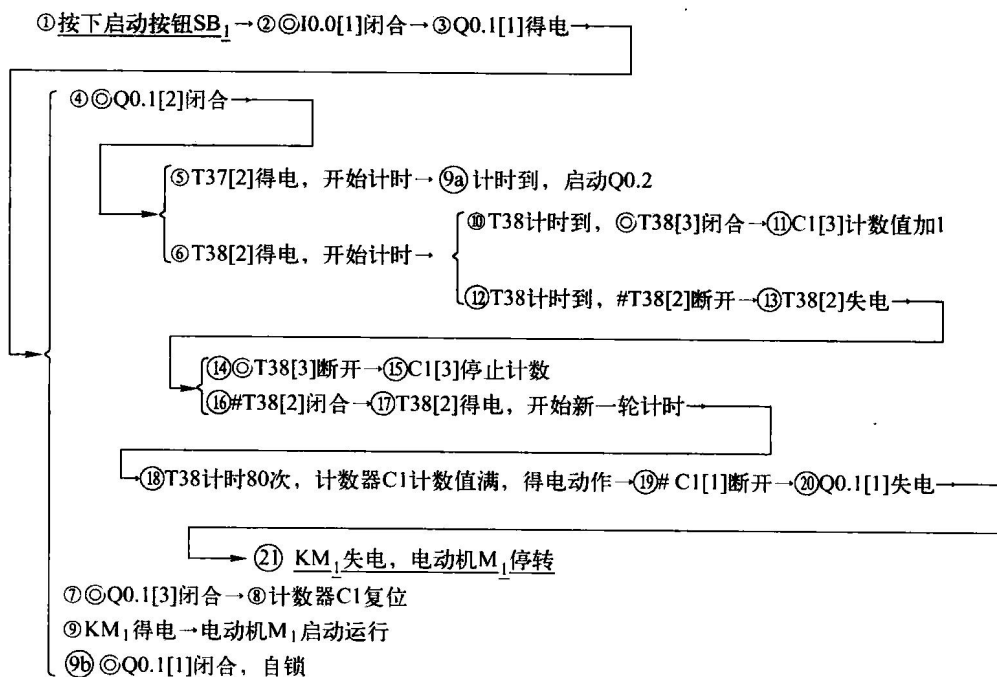 ①按下启动按钮SB1→②◎I0.0[1]闭合→③Q0.1[1]得电→
④◎Q0.1[2]闭合→
⑤T37[2]得电，开始计时→9a计时到，启动Q0.2
⑩T38计时到，◎T38[3]闭合→⑪C1[3]计数值加1
⑥T38[2]得电，开始计时→
⑫T38计时到，#T38[2]断开→⑬T38[2]失电→
⑭◎T38[3]断开→⑮C1[3]停止计数
⑯#T38[2]闭合→⑰T38[2]得电，开始新一轮计时→
⑱T38计时80次，计数器C1计数值满，得电动作→⑲# C1[1]断开→⑳Q0.1[1]失电→
㉑ KM1失电，电动机M1停转
⑦◎Q0.1[3]闭合→⑧计数器C1复位
⑨KM1得电→电动机M1启动运行
9b◎Q0.1[1]闭合，自锁